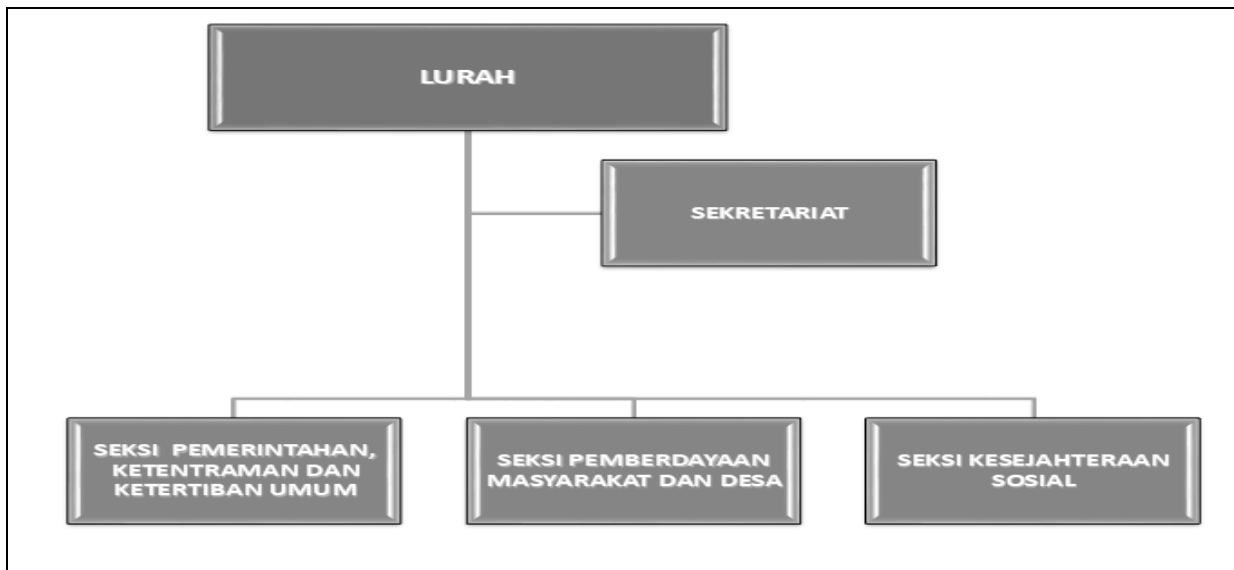 LURAH
SEKRETARIAT
SEKSI PEMERINTAHAN,
KETENTRAMAN DAN
KETERTIBAN UMUM
SEKSI PEMBERDAYAAN
MASYARAKAT DAN DESA
SEKSI KESEJAHTERAAN
SOSIAL